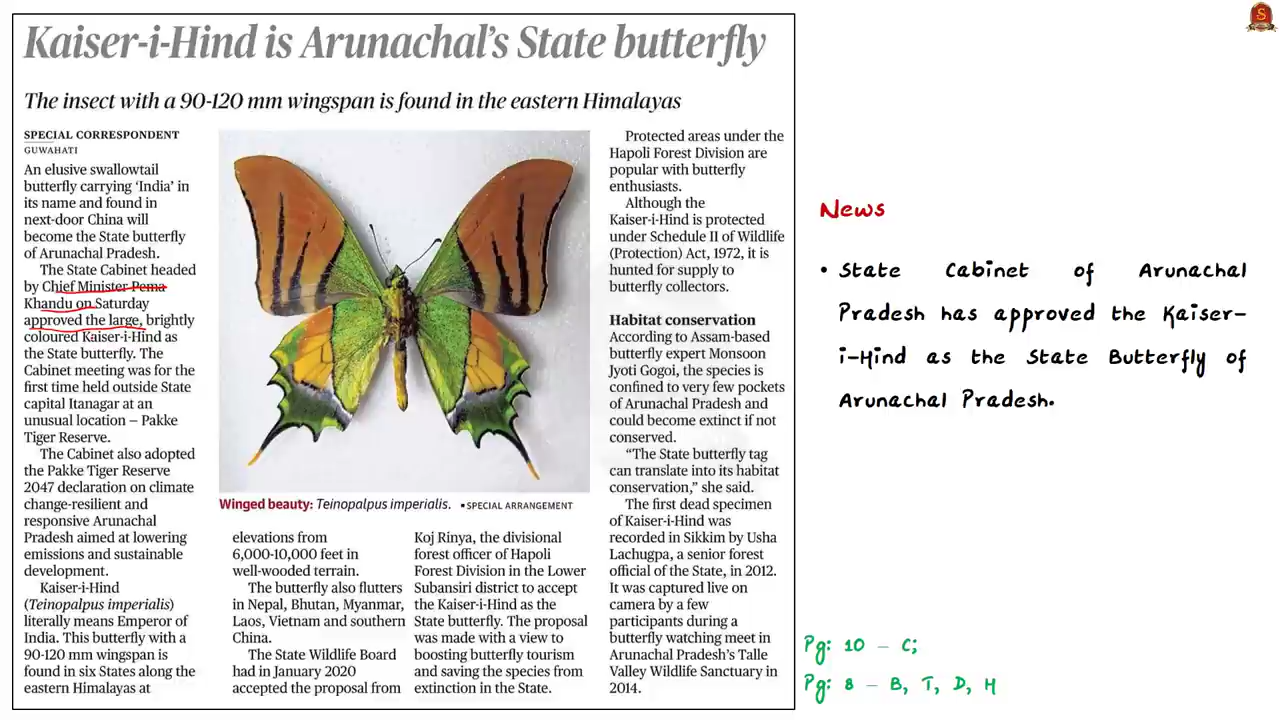 Kaiser-i-Hind is Arunachal's State butterfly
The insect with a 90-120 mm wingspan is found in the eastern Himalayas
SPECIAL CORRESPONDENT
GUWAHATI
An elusive swallowtail
butterfly carrying 'India' in
its name and found in
next-door China will
become the State butterfly
of Arunachal Pradesh.
The State Cabinet headed
by Chief Minister Pema
Khandu on Saturday
approved the large, brightly
coloured Kaiser-i-Hind as
the State butterfly. The
Cabinet meeting was for the
first time held outside State
capital Itanagar at an
unusual location – Pakke
Tiger Reserve.
The Cabinet also adopted
the Pakke Tiger Reserve
2047 declaration on climate
change-resilient and
responsive Arunachal
Pradesh aimed at lowering
emissions and sustainable
development.
Kaiser-i-Hind
(Teinopalpus imperialis)
literally means Emperor of
India. This butterfly with a
90-120 mm wingspan is
found in six States along the
eastern Himalayas at
Winged beauty: Teinopalpus imperialis. ▪ SPECIAL ARRANGEMENT
elevations from
6,000-10,000 feet in
well-wooded terrain.
The butterfly also flutters
in Nepal, Bhutan, Myanmar,
Laos, Vietnam and southern
China.
The State Wildlife Board
had in January 2020
accepted the proposal from
Koj Rinya, the divisional
forest officer of Hapoli
Forest Division in the Lower
Subansiri district to accept
the Kaiser-i-Hind as the
State butterfly. The proposal
was made with a view to
boosting butterfly tourism
and saving the species from
extinction in the State.
Protected areas under the
Hapoli Forest Division are
popular with butterfly
enthusiasts.
Although the
Kaiser-i-Hind is protected
under Schedule II of Wildlife
(Protection) Act, 1972, it is
hunted for supply to
butterfly collectors.
Habitat conservation
According to Assam-based
butterfly expert Monsoon
Jyoti Gogoi, the species is
confined to very few pockets
of Arunachal Pradesh and
could become extinct if not
conserved.
"The State butterfly tag
can translate into its habitat
conservation," she said.
The first dead specimen
of Kaiser-i-Hind was
recorded in Sikkim by Usha
Lachugpa, a senior forest
official of the State, in 2012.
It was captured live on
camera by a few
participants during a
butterfly watching meet in
Arunachal Pradesh's Talle
Valley Wildlife Sanctuary in
2014.
News
• State Cabinet of Arunachal
Pradesh has approved the Kaiser-
i-Hind as the State Butterfly of
Arunachal Pradesh.
Pg: 10 – C;
Pg: 8 – B, T, D, H